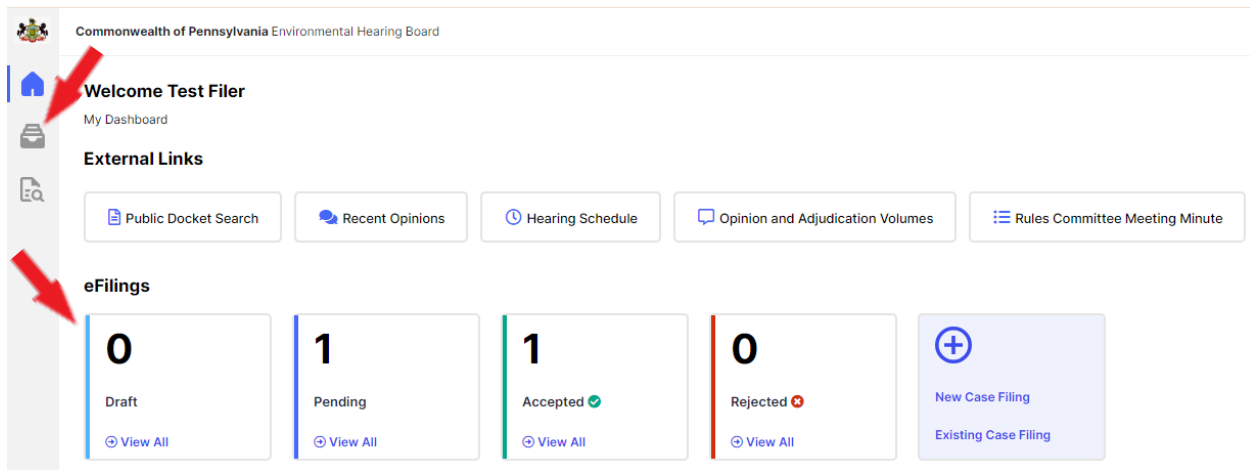 Commonwealth of Pennsylvania Environmental Hearing Board
Welcome Test Filer
My Dashboard
External Links
Public Docket Search
Recent Opinions
Hearing Schedule
Opinion and Adjudication Volumes
Rules Committee Meeting Minute
eFilings
0
Draft
View All
1
Pending
View All
1
Accepted
View All
0
Rejected
View All
New Case Filing
Existing Case Filing